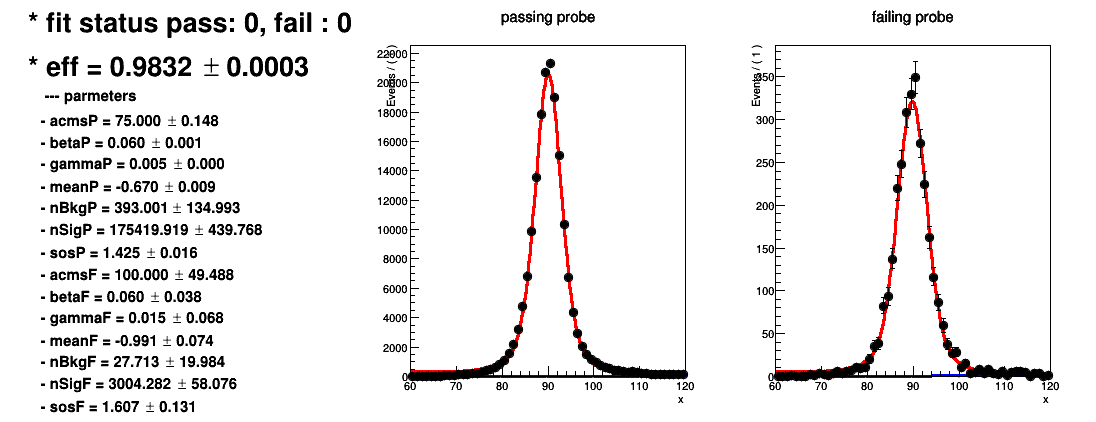 * fit status pass: 0, fail : 0
* eff = 0.9832 ± 0.0003
--- parmeters
- acmsP = 75.000 ± 0.148
- betaP = 0.060 ± 0.001
- gammaP = 0.005 ± 0.000
- meanP = -0.670 ± 0.009
- nBkgP = 393.001 ± 134.993
- nSigP = 175419.919 ± 439.768
- sosP = 1.425 ± 0.016
- acmsF = 100.000 ± 49.488
- betaF = 0.060 ± 0.038
- gammaF = 0.015 ± 0.068
- meanF = -0.991 ± 0.074
- nBkgF = 27.713 ± 19.984
- nSigF = 3004.282 ± 58.076
- sosF = 1.607 ± 0.131
passing probe
Events / ( 1 )
22000
20000
18000
16000
14000
12000
10000
8000
6000
4000
2000
0
60 70 80 90 100 110 120
x
failing probe
Events / ( 1 )
350
300
250
200
150
100
50
0
60 70 80 90 100 110 120
x